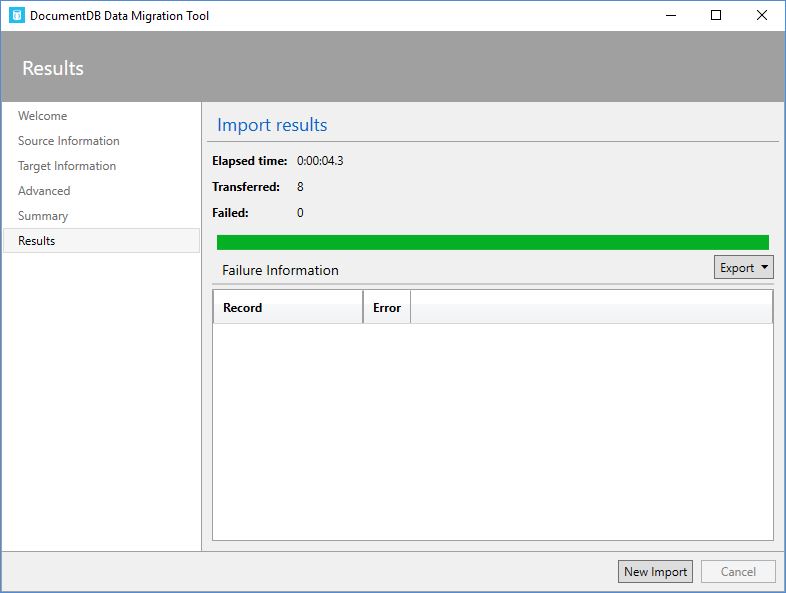 DocumentDB Data Migration Tool
Results
Welcome
Source Information
Target Information
Advanced
Summary
Results
Import results
Elapsed time: 0:00:04.3
Transferred: 8
Failed: 0
Failure Information
Export
Record Error
New Import Cancel